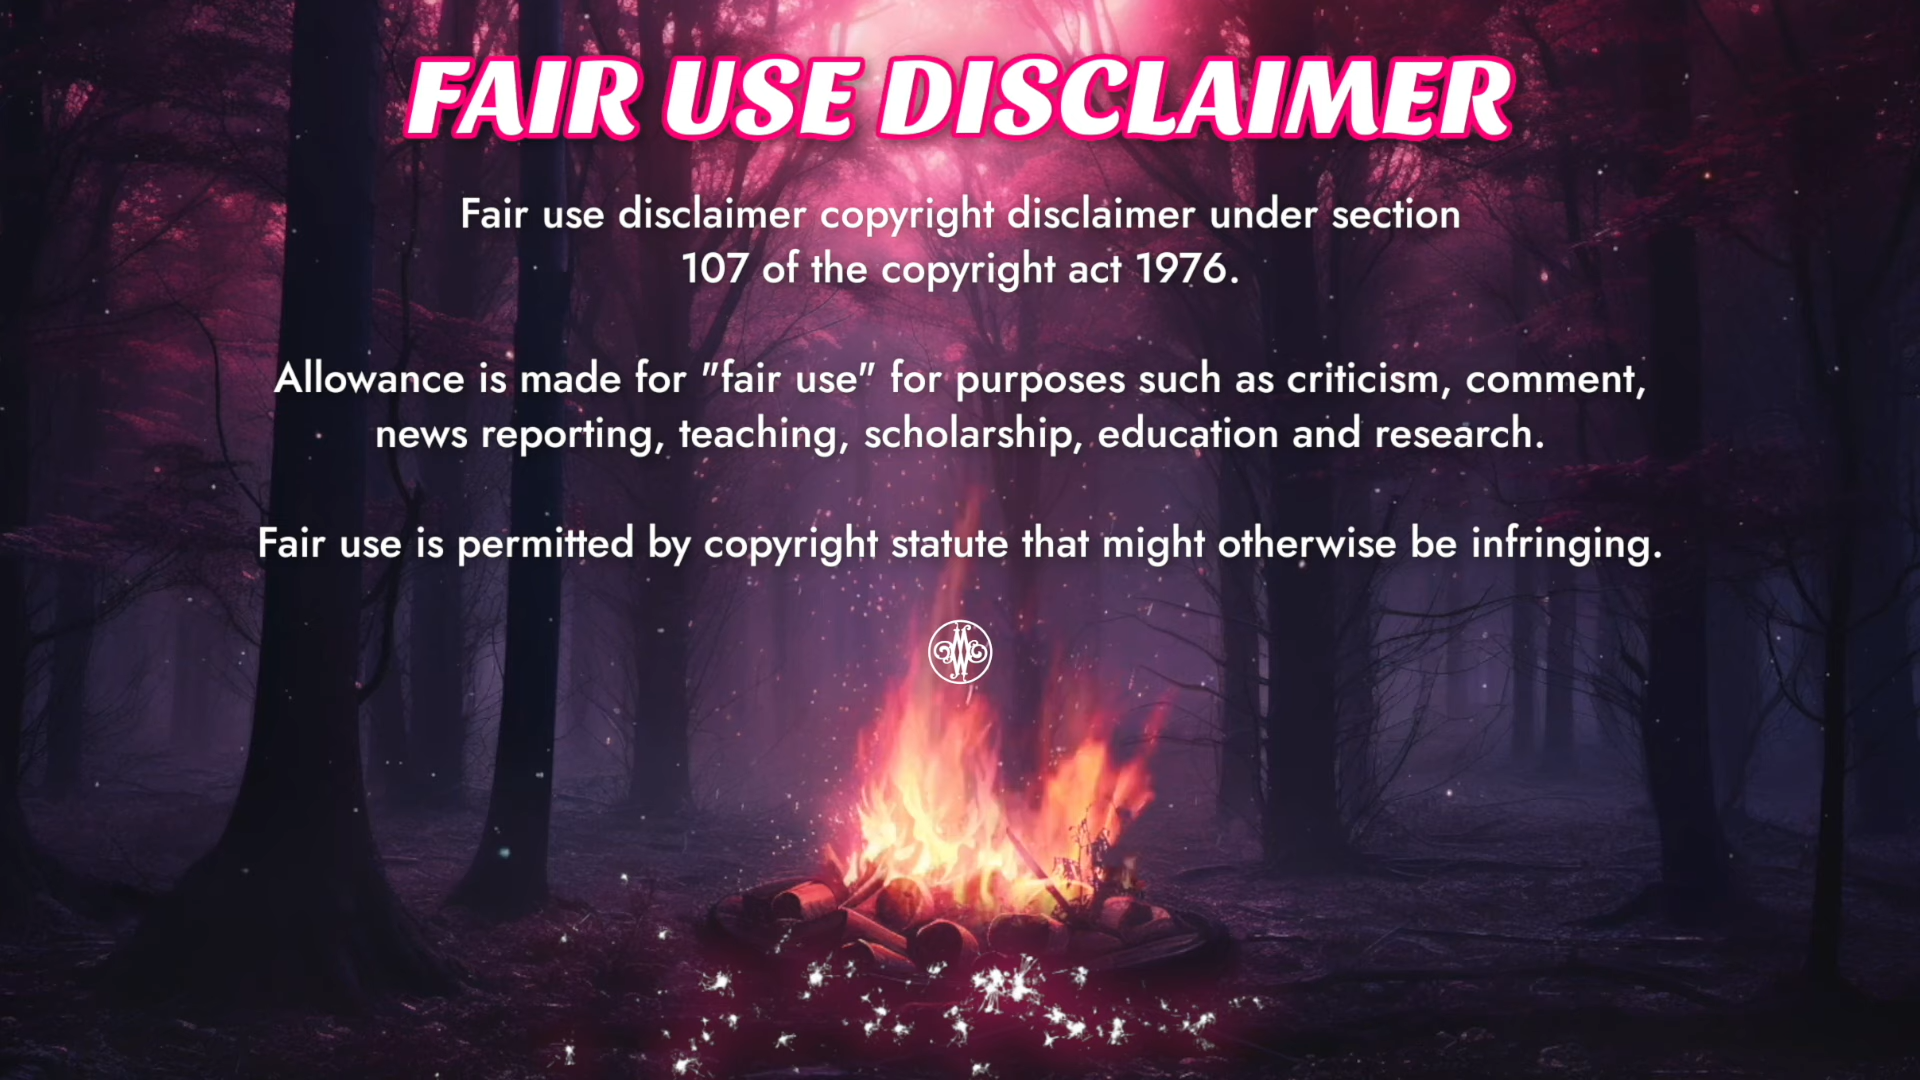 FAIR USE DISCLAIMER
Fair use disclaimer copyright disclaimer under section
107 of the copyright act 1976.
Allowance is made for "fair use" for purposes such as criticism, comment,
news reporting, teaching, scholarship, education and research.
Fair use is permitted by copyright statute that might otherwise be infringing.